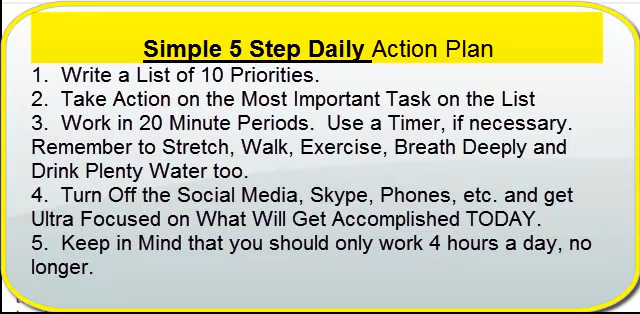 Simple 5 Step Daily Action Plan
1.  Write a List of 10 Priorities.
2.  Take Action on the Most Important Task on the List
3.  Work in 20 Minute Periods.  Use a Timer, if necessary.
Remember to Stretch, Walk, Exercise, Breath Deeply and
Drink Plenty Water too.
4.  Turn Off the Social Media, Skype, Phones, etc. and get
Ultra Focused on What Will Get Accomplished TODAY.
5.  Keep in Mind that you should only work 4 hours a day, no
longer.